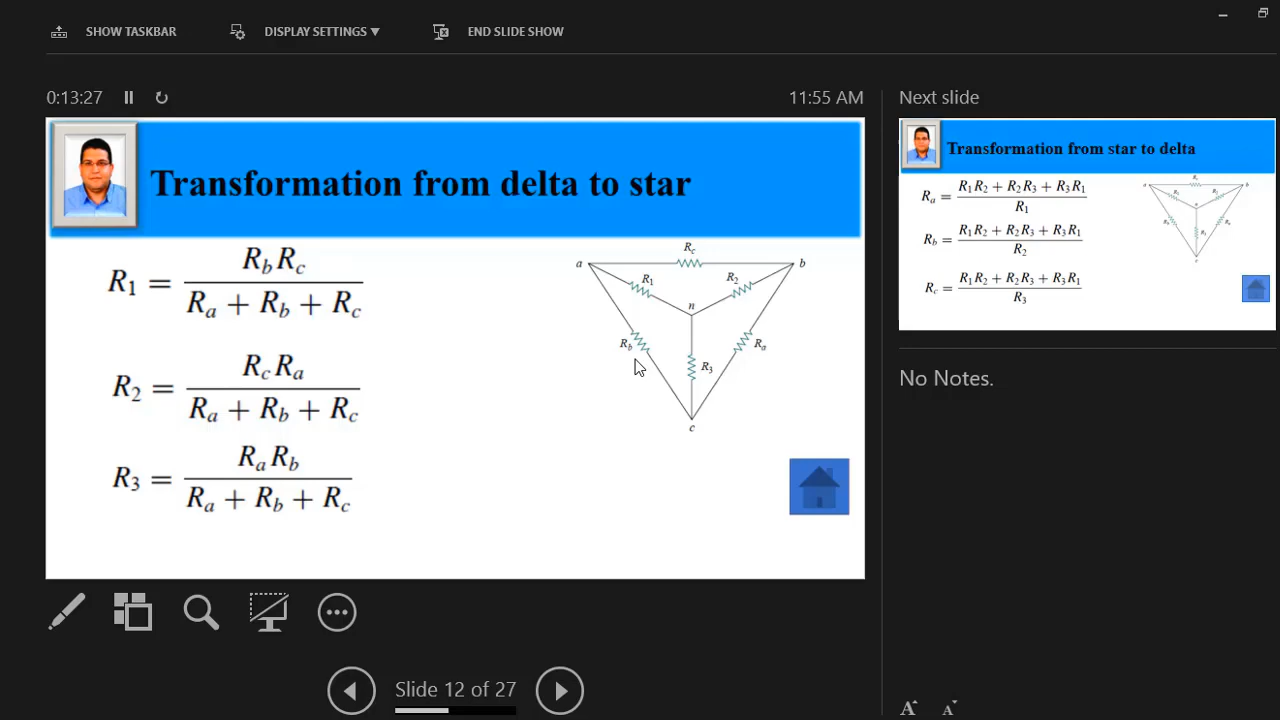 SHOW TASKBAR DISPLAY SETTINGS ▼ END SLIDE SHOW
0:13:27 11:55 AM
Transformation from delta to star
R1 = RbRc / (Ra + Rb + Rc)
R2 = RcRa / (Ra + Rb + Rc)
R3 = RaRb / (Ra + Rb + Rc)
Rc
a b
R1 R2
n
Rb Ra
R3
c
Slide 12 of 27
Next slide
Transformation from star to delta
Ra = (R1R2 + R2R3 + R3R1) / R1
Rb = (R1R2 + R2R3 + R3R1) / R2
Rc = (R1R2 + R2R3 + R3R1) / R3
No Notes.
A A